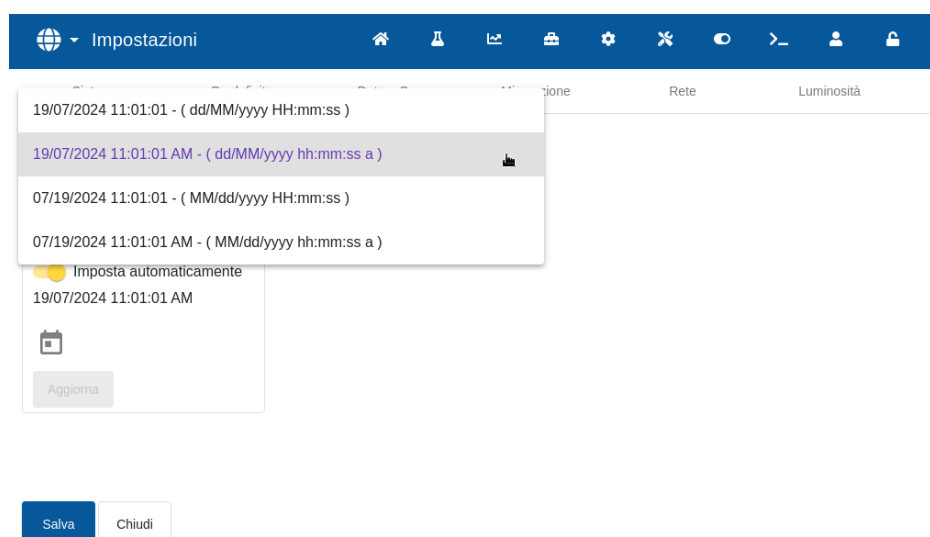 Impostazioni
zione Rete Luminosità
19/07/2024 11:01:01 - ( dd/MM/yyyy HH:mm:ss )
19/07/2024 11:01:01 AM - ( dd/MM/yyyy hh:mm:ss a )
07/19/2024 11:01:01 - ( MM/dd/yyyy HH:mm:ss )
07/19/2024 11:01:01 AM - ( MM/dd/yyyy hh:mm:ss a )
Imposta automaticamente
19/07/2024 11:01:01 AM
Aggiorna
Salva Chiudi